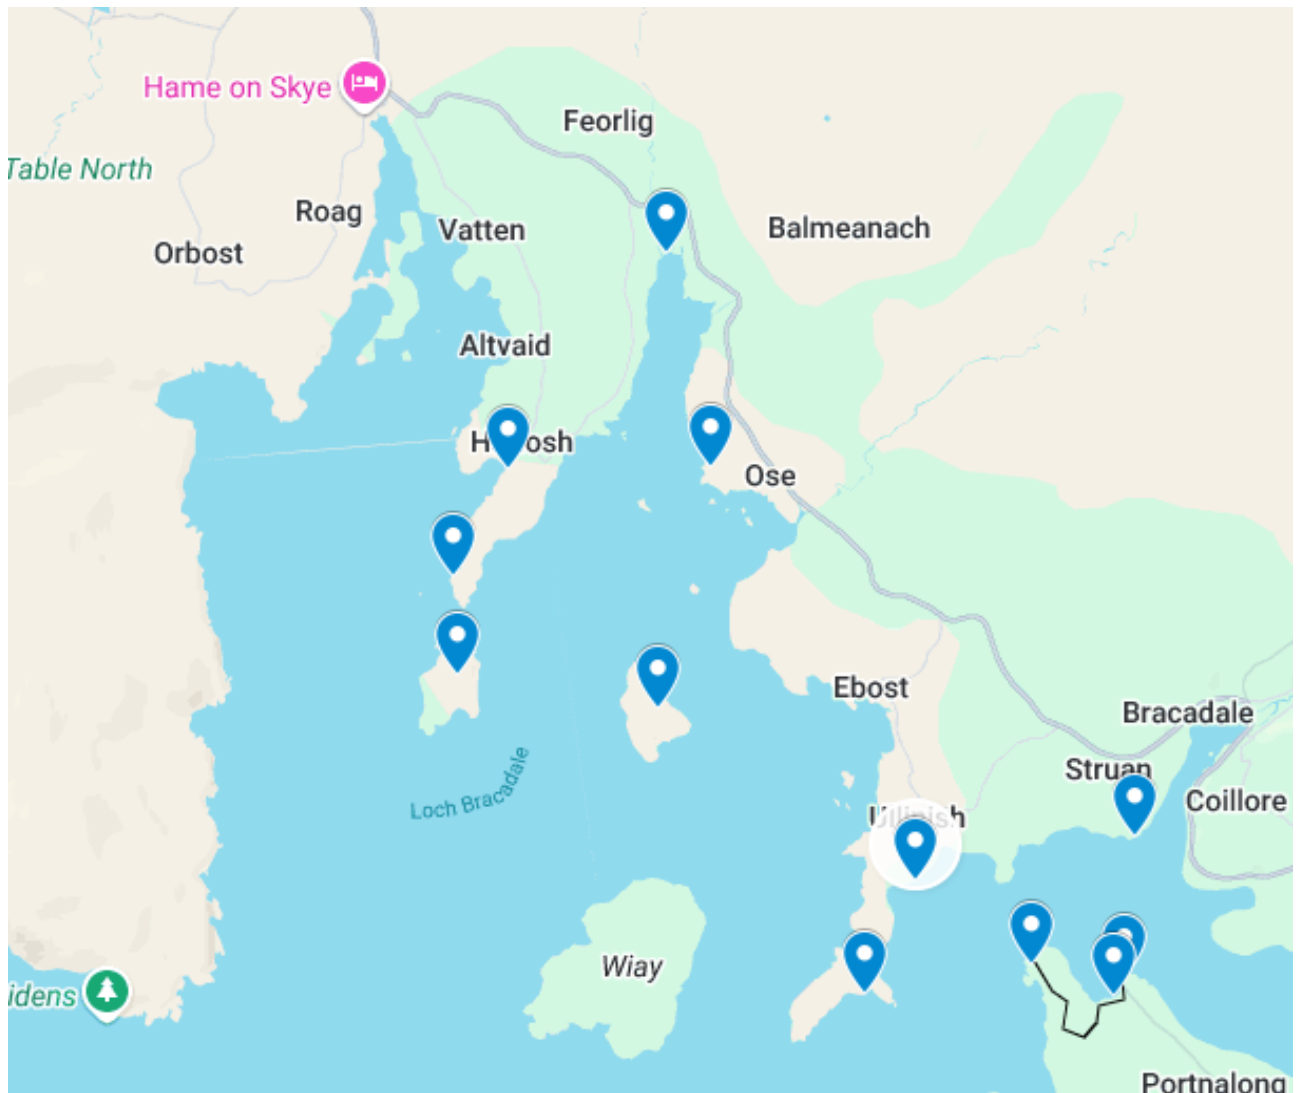 Hame on Skye
Feorlig
Table North
Roag
Vatten
Balmeanach
Orbost
Altvaid
Ose
Ebost
Bracadale
Struan
Loch Bracadale
Coillore
Wiay
idens
Portnalong